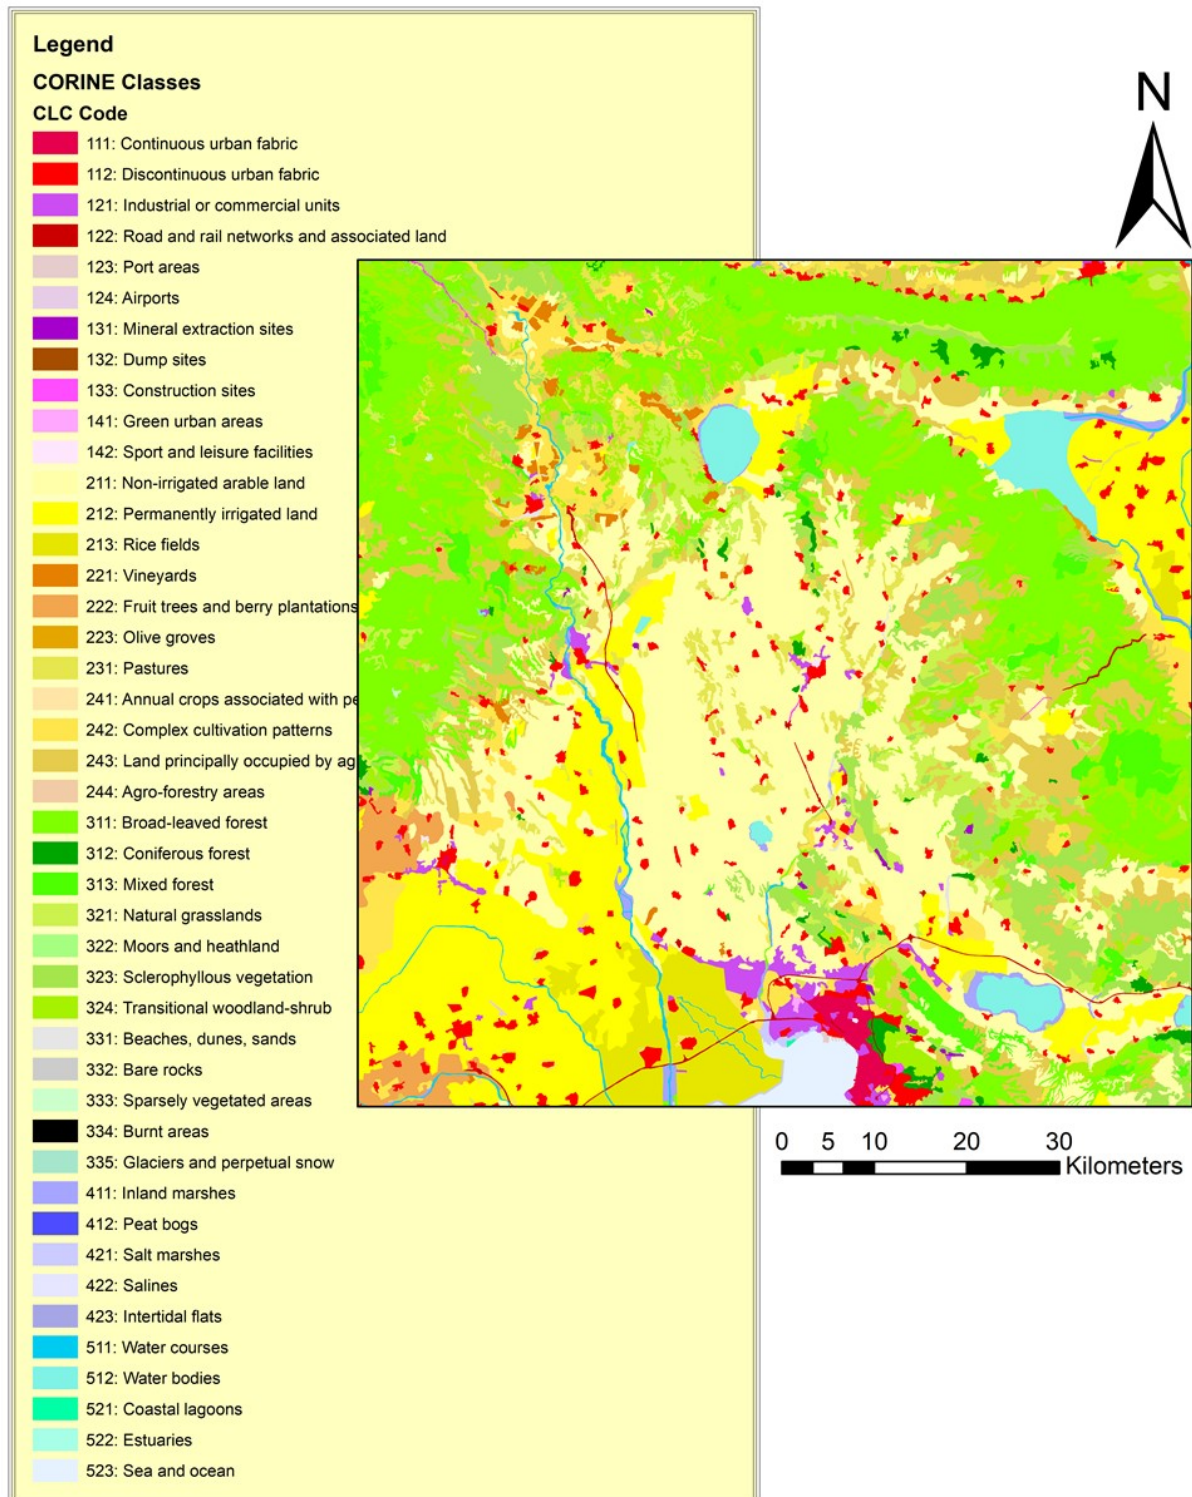 Legend
CORINE Classes
CLC Code
111: Continuous urban fabric
112: Discontinuous urban fabric
121: Industrial or commercial units
122: Road and rail networks and associated land
123: Port areas
124: Airports
131: Mineral extraction sites
132: Dump sites
133: Construction sites
141: Green urban areas
142: Sport and leisure facilities
211: Non-irrigated arable land
212: Permanently irrigated land
213: Rice fields
221: Vineyards
222: Fruit trees and berry plantations
223: Olive groves
231: Pastures
241: Annual crops associated with pe
242: Complex cultivation patterns
243: Land principally occupied by ag
244: Agro-forestry areas
311: Broad-leaved forest
312: Coniferous forest
313: Mixed forest
321: Natural grasslands
322: Moors and heathland
323: Sclerophyllous vegetation
324: Transitional woodland-shrub
331: Beaches, dunes, sands
332: Bare rocks
333: Sparsely vegetated areas
334: Burnt areas
335: Glaciers and perpetual snow
411: Inland marshes
412: Peat bogs
421: Salt marshes
422: Salines
423: Intertidal flats
511: Water courses
512: Water bodies
521: Coastal lagoons
522: Estuaries
523: Sea and ocean
N
0 5 10 20 30
Kilometers